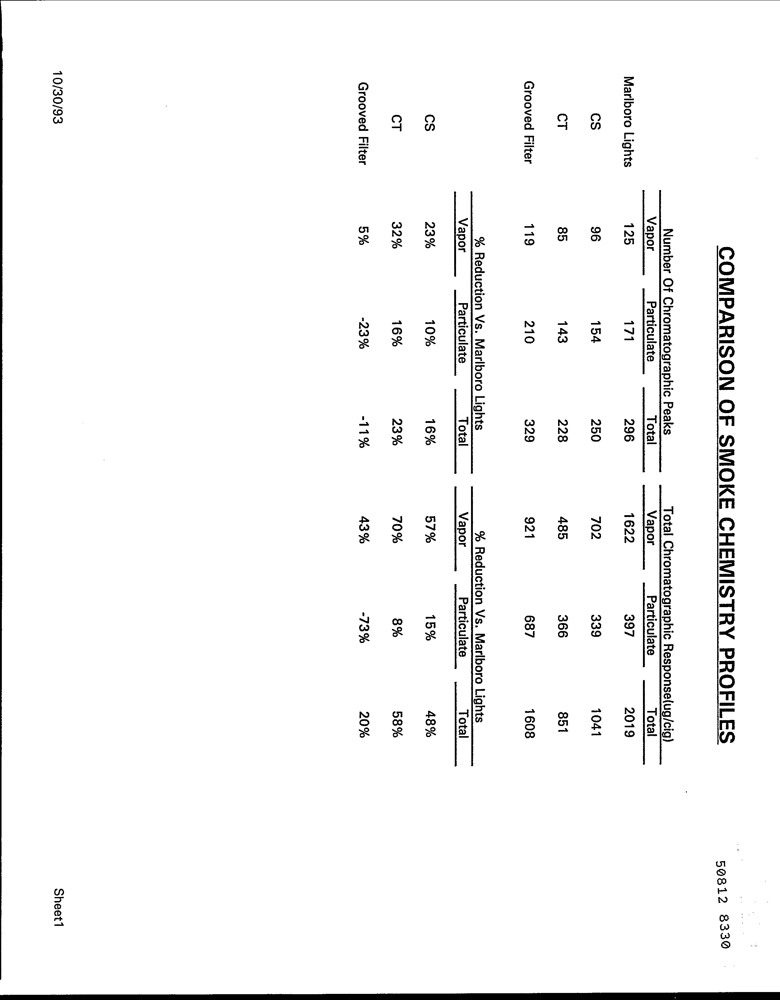 50812 8330
COMPARISON OF SMOKE CHEMISTRY PROFILES
Number Of Chromatographic Peaks Total Chromatographic Response(ug/cig)
Vapor Particulate Total Vapor Particulate Total
Marlboro Lights 125 171 296 1622 397 2019
CS 96 154 250 702 339 1041
CT 85 143 228 485 366 851
Grooved Filter 119 210 329 921 687 1608
% Reduction Vs. Marlboro Lights % Reduction Vs. Marlboro Lights
Vapor Particulate Total Vapor Particulate Total
CS 23% 10% 16% 57% 15% 48%
CT 32% 16% 23% 70% 8% 58%
Grooved Filter 5% -23% -11% 43% -73% 20%
10/30/93 Sheet1